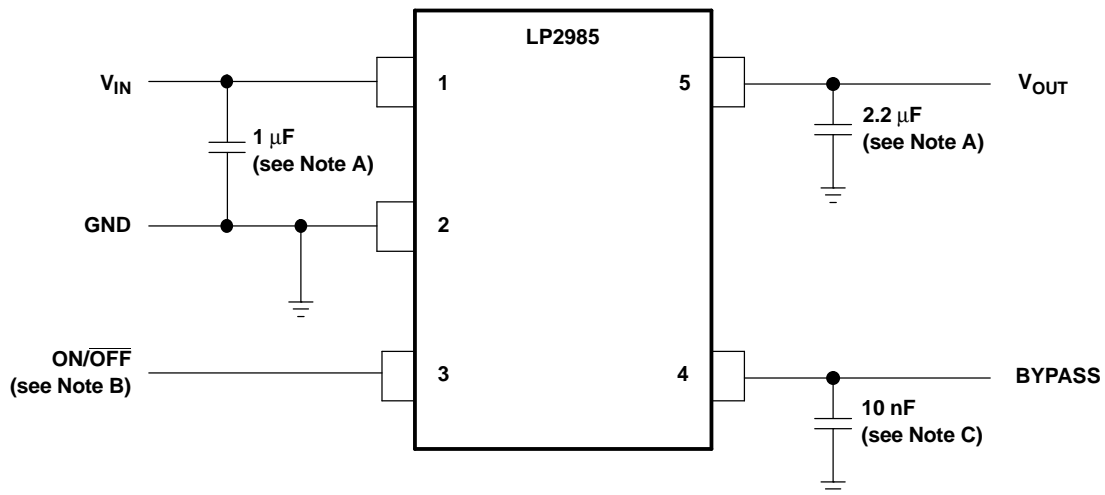 LP2985
V_IN
1
5
V_OUT
1 μF
(see Note A)
2.2 μF
(see Note A)
GND
2
ON/O̅F̅F̅
(see Note B)
3
4
BYPASS
10 nF
(see Note C)